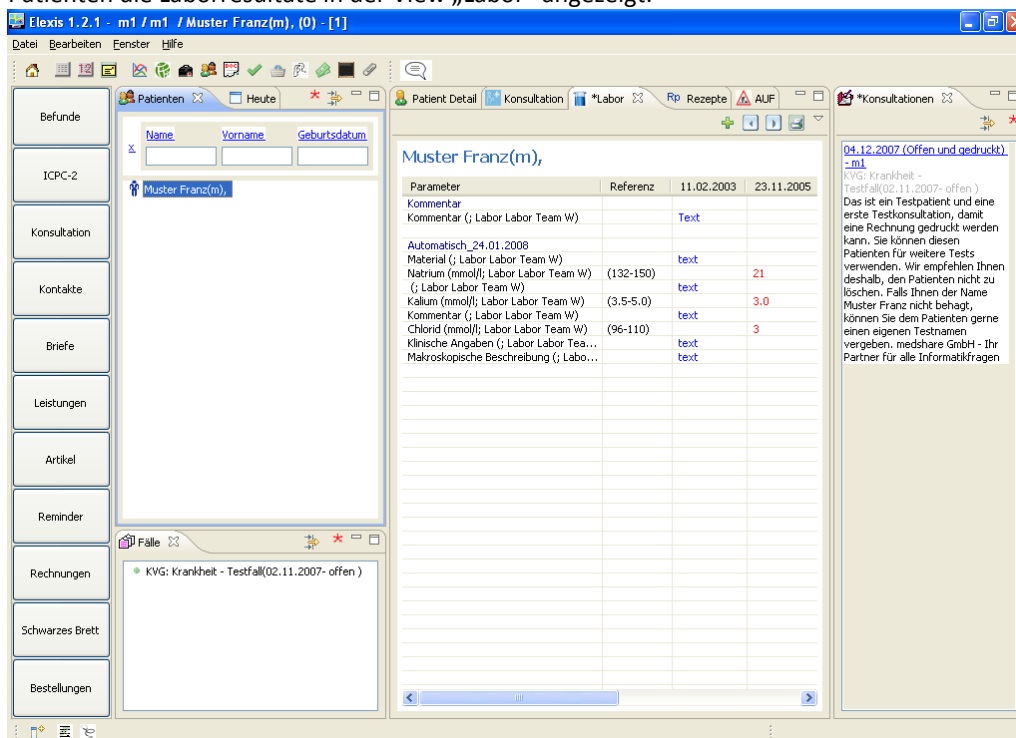 Patienten die Laborresultate in der View „Labor“ angezeigt.
Elexis 1.2.1 - m1 / m1 / Muster Franz(m), (0) - [1]
Datei Bearbeiten Fenster Hilfe
Befunde
ICPC-2
Konsultation
Kontakte
Briefe
Leistungen
Artikel
Reminder
Rechnungen
Schwarzes Brett
Bestellungen
Patienten Heute
Name Vorname Geburtsdatum
x
Muster Franz(m),
Fälle
KVG: Krankheit - Testfall(02.11.2007- offen )
Patient Detail Konsultation *Labor Rp Rezepte AUF
Muster Franz(m),
Parameter Referenz 11.02.2003 23.11.2005
Kommentar
Kommentar (; Labor Labor Team W) Text
Automatisch_24.01.2008
Material (; Labor Labor Team W) text
Natrium (mmol/l; Labor Labor Team W) (132-150) 21
(; Labor Labor Team W) text
Kalium (mmol/l; Labor Labor Team W) (3.5-5.0) 3.0
Kommentar (; Labor Labor Team W) text
Chlorid (mmol/l; Labor Labor Team W) (96-110) 3
Klinische Angaben (; Labor Labor Tea... text
Makroskopische Beschreibung (; Labo... text
*Konsultationen
04.12.2007 (Offen und gedruckt)
- m1
KVG: Krankheit -
Testfall(02.11.2007- offen )
Das ist ein Testpatient und eine
erste Testkonsultation, damit
eine Rechnung gedruckt werden
kann. Sie können diesen
Patienten für weitere Tests
verwenden. Wir empfehlen Ihnen
deshalb, den Patienten nicht zu
löschen. Falls Ihnen der Name
Muster Franz nicht behagt,
können Sie dem Patienten gerne
einen eigenen Testnamen
vergeben. medshare GmbH - Ihr
Partner für alle Informatikfragen